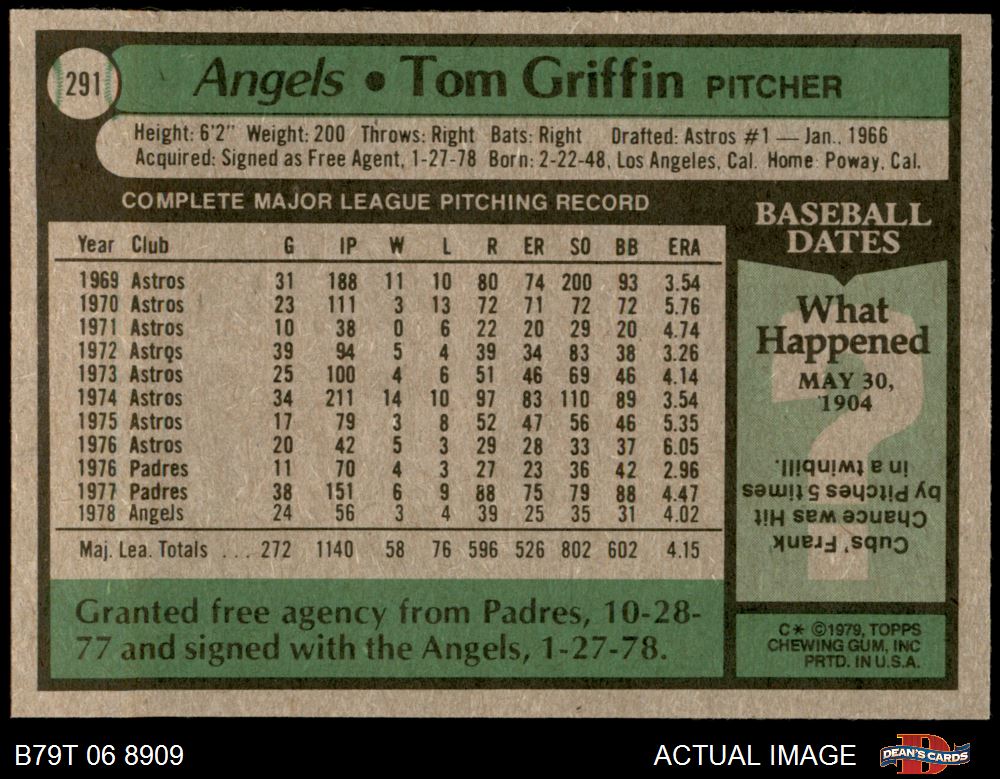 291
Angels • Tom Griffin PITCHER
Height: 6'2" Weight: 200 Throws: Right Bats: Right Drafted: Astros #1 — Jan., 1966
Acquired: Signed as Free Agent, 1-27-78 Born: 2-22-48, Los Angeles, Cal. Home: Poway, Cal.
COMPLETE MAJOR LEAGUE PITCHING RECORD
Year Club G IP W L R ER SO BB ERA
1969 Astros 31 188 11 10 80 74 200 93 3.54
1970 Astros 23 111 3 13 72 71 72 72 5.76
1971 Astros 10 38 0 6 22 20 29 20 4.74
1972 Astros 39 94 5 4 39 34 83 38 3.26
1973 Astros 25 100 4 6 51 46 69 46 4.14
1974 Astros 34 211 14 10 97 83 110 89 3.54
1975 Astros 17 79 3 8 52 47 56 46 5.35
1976 Astros 20 42 5 3 29 28 33 37 6.05
1976 Padres 11 70 4 3 27 23 36 42 2.96
1977 Padres 38 151 6 9 88 75 79 88 4.47
1978 Angels 24 56 3 4 39 25 35 31 4.02
Maj. Lea. Totals . . . 272 1140 58 76 596 526 802 602 4.15
Granted free agency from Padres, 10-28-
77 and signed with the Angels, 1-27-78.
BASEBALL
DATES
What
Happened
MAY 30,
1904
Cubs' Frank
Chance was Hit
by Pitches 5 times
in a twinbill.
C* ©1979, TOPPS
CHEWING GUM, INC
PRTD. IN U.S.A.
B79T 06 8909
ACTUAL IMAGE
D
DEAN'S CARDS